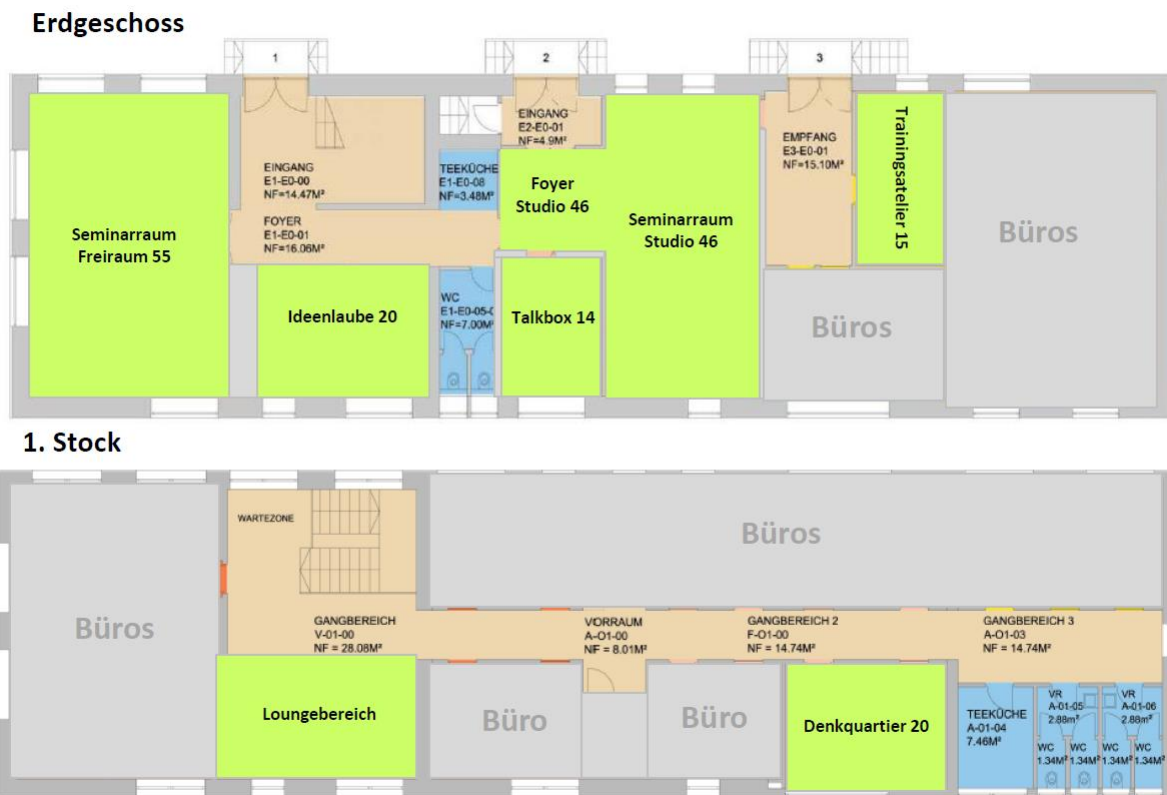 Erdgeschoss
1
2
3
EINGANG
E2-E0-01
NF=4.9M²
EMPFANG
E3-E0-01
NF=15.10M²
Trainingsatelier 15
EINGANG
E1-E0-00
NF=14.47M²
TEEKÜCHE
E1-E0-08
NF=3.48M²
Foyer
Studio 46
FOYER
E1-E0-01
NF=16.06M²
Seminarraum
Freiraum 55
Seminarraum
Studio 46
Büros
Ideenlaube 20
WC
E1-E0-05-0
NF=7.00M²
Talkbox 14
Büros
1. Stock
WARTEZONE
Büros
Büros
GANGBEREICH
V-01-00
NF = 28.08M²
VORRAUM
A-O1-00
NF = 8.01M²
GANGBEREICH 2
F-O1-00
NF = 14.74M²
GANGBEREICH 3
A-O1-03
NF = 14.74M²
Loungebereich
Büro
Büro
Denkquartier 20
TEEKÜCHE
A-01-04
7.46M²
VR
A-01-05
2.88m²
VR
A-01-06
2.88m²
WC
1.34M²
WC
1.34M²
WC
1.34M²
WC
1.34M²